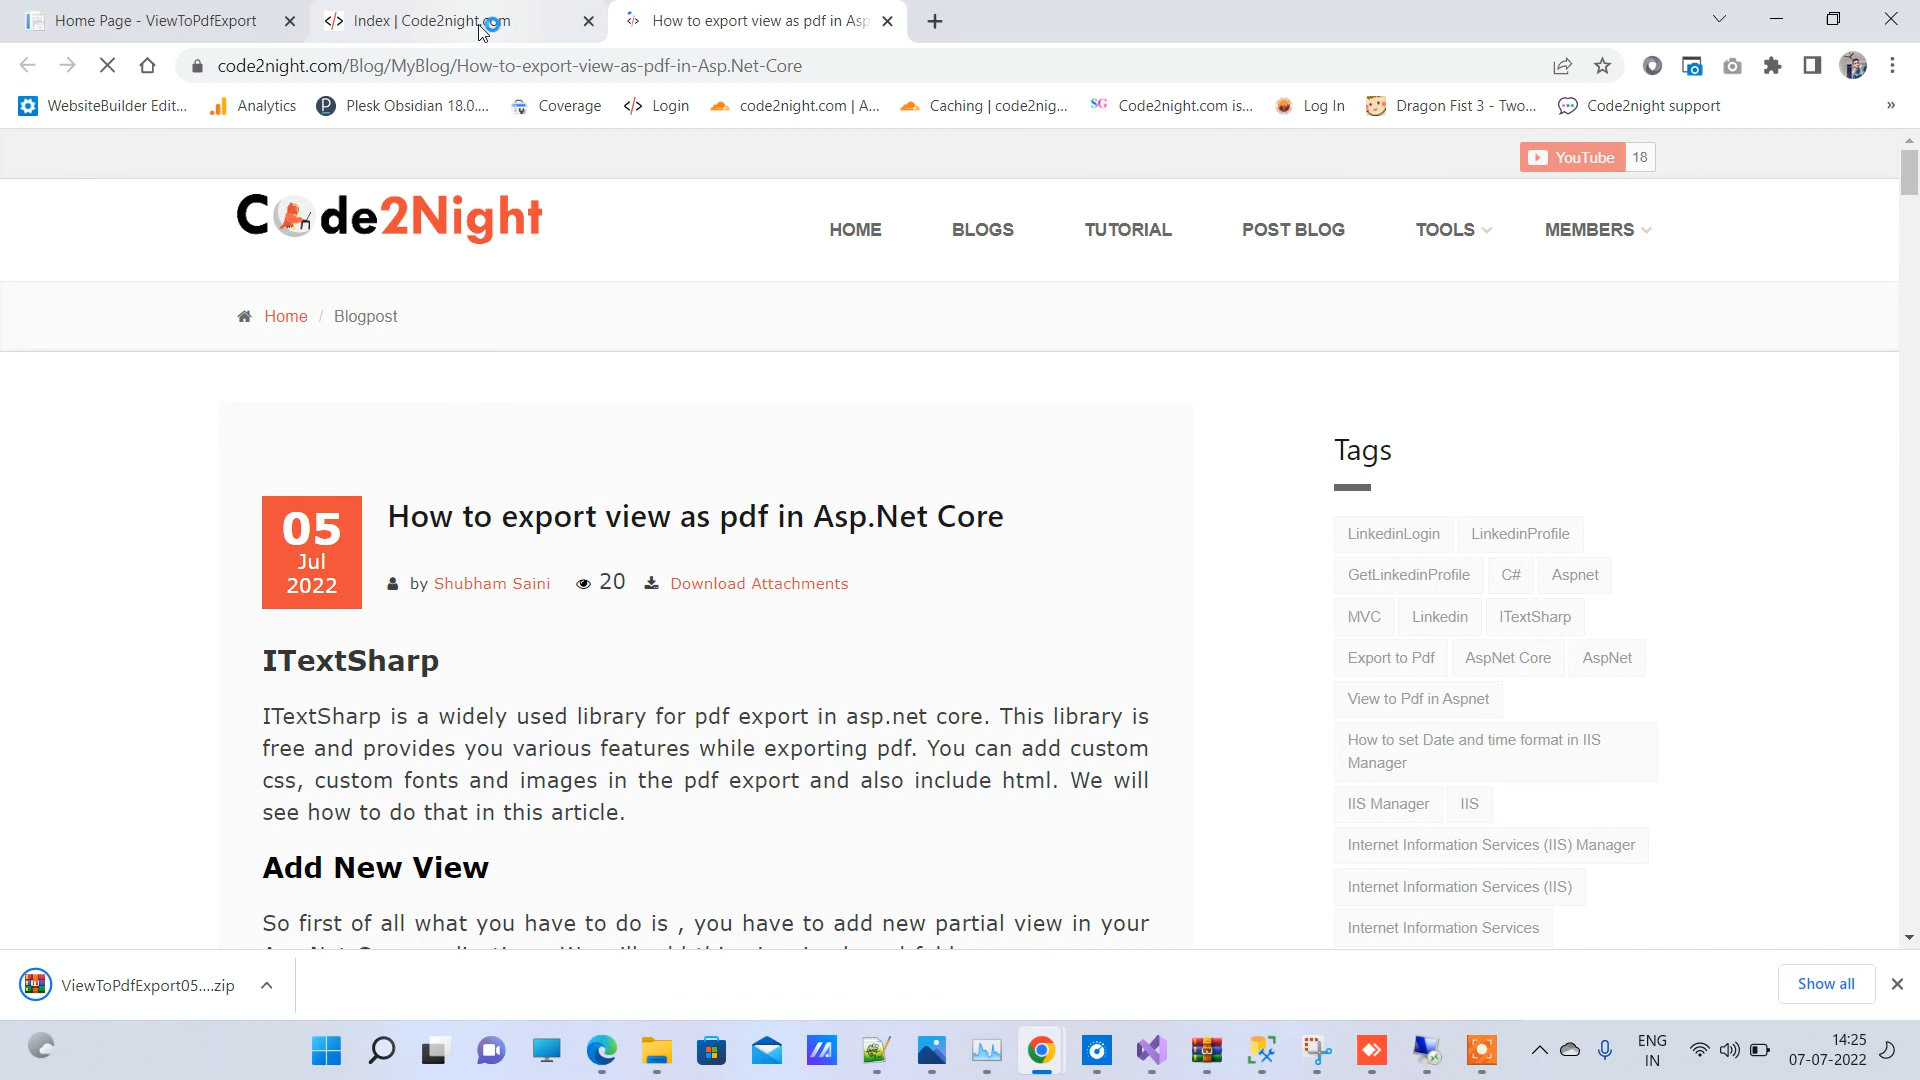 Home Page - ViewToPdfExport
Index | Code2night.com
How to export view as pdf in Asp
code2night.com/Blog/MyBlog/How-to-export-view-as-pdf-in-Asp.Net-Core
WebsiteBuilder Edit... Analytics Plesk Obsidian 18.0.... Coverage Login code2night.com | A... Caching | code2nig... Code2night.com is... Log In Dragon Fist 3 - Two... Code2night support »
YouTube 18
Code2Night
HOME BLOGS TUTORIAL POST BLOG TOOLS MEMBERS
Home / Blogpost
05
Jul
2022
How to export view as pdf in Asp.Net Core
by Shubham Saini 20 Download Attachments
ITextSharp
ITextSharp is a widely used library for pdf export in asp.net core. This library is
free and provides you various features while exporting pdf. You can add custom
css, custom fonts and images in the pdf export and also include html. We will
see how to do that in this article.
Add New View
So first of all what you have to do is , you have to add new partial view in your
Tags
LinkedinLogin LinkedinProfile
GetLinkedinProfile C# Aspnet
MVC Linkedin ITextSharp
Export to Pdf AspNet Core AspNet
View to Pdf in Aspnet
How to set Date and time format in IIS
Manager
IIS Manager IIS
Internet Information Services (IIS) Manager
Internet Information Services (IIS)
Internet Information Services
ViewToPdfExport05....zip
Show all
ENG
IN
14:25
07-07-2022